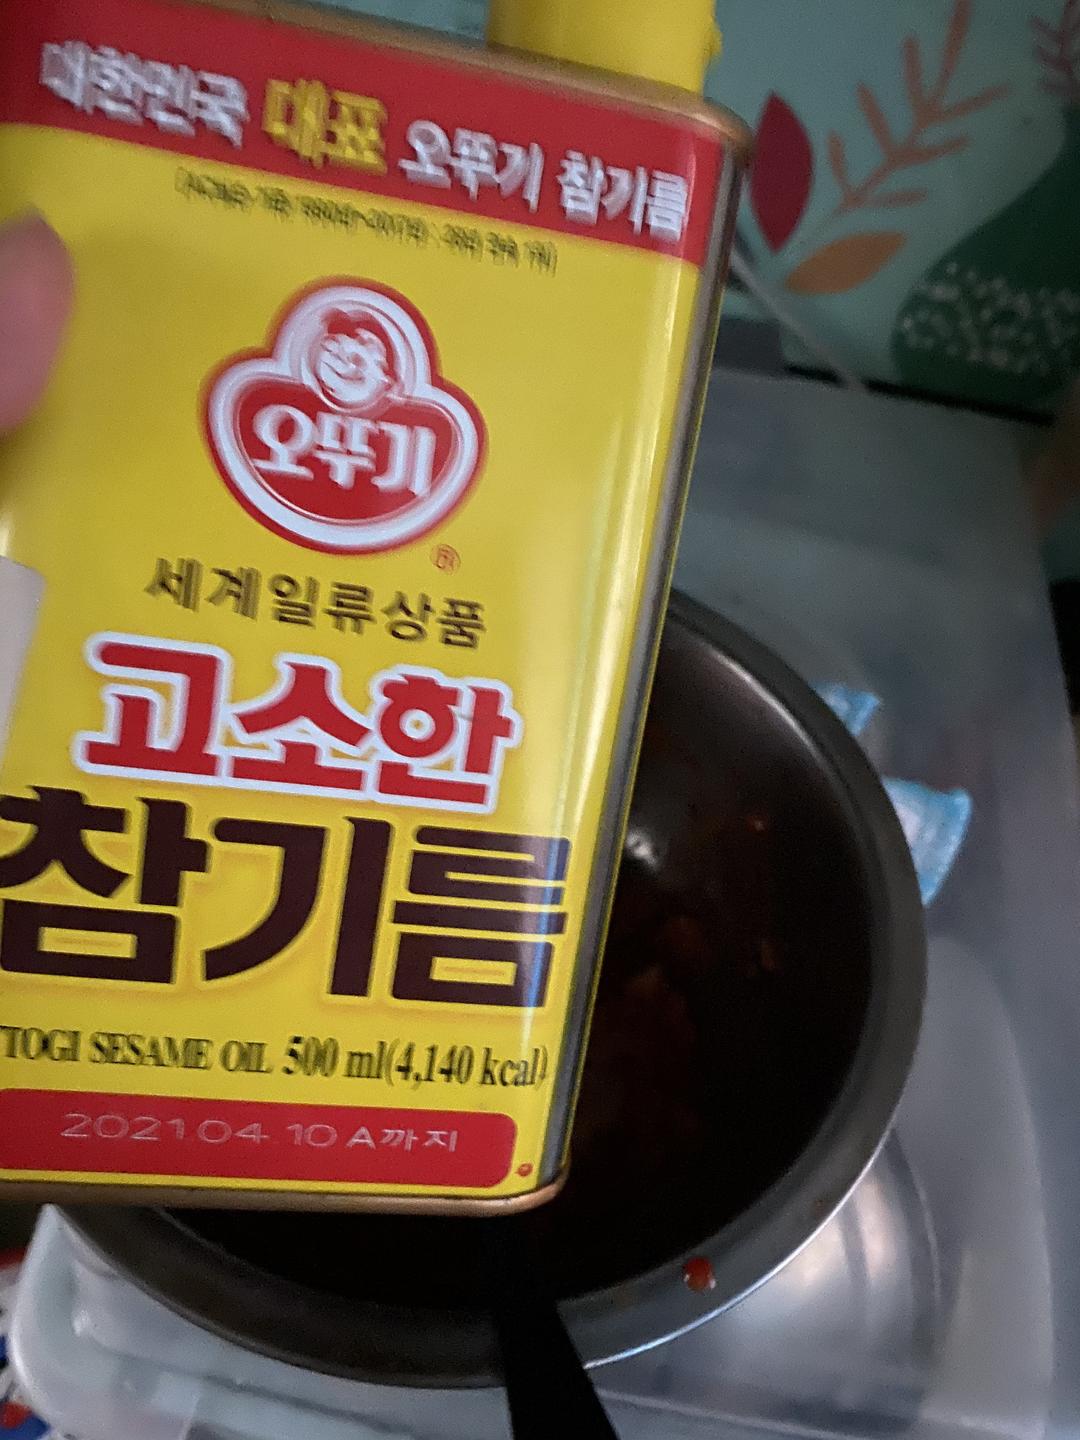 대한민국 대표 오뚜기 참기름
오뚜기
®
세계일류상품
고소한
참기름
TOGI SESAME OIL 500 ml(4,140 kcal)
2021.04.10 A까지